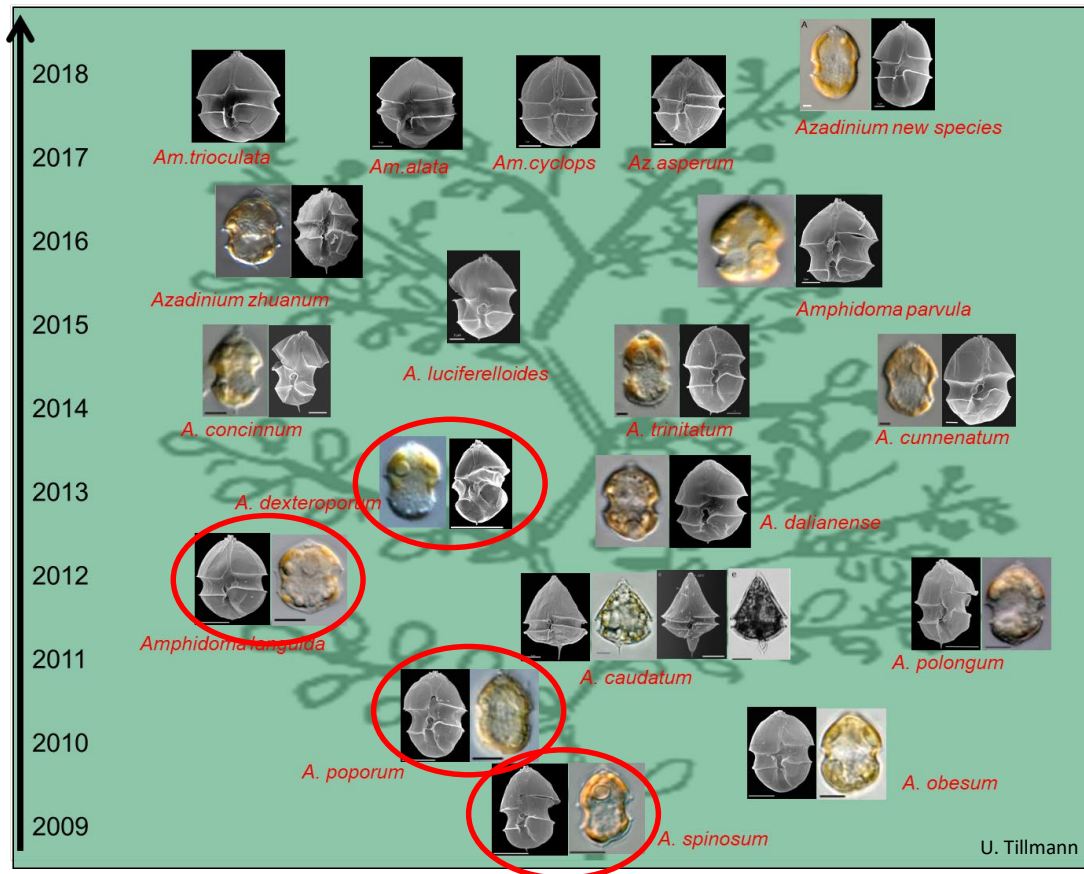 A
2018
Azadinium new species
Am.trioculata
Am.alata
Am.cyclops
Az.asperum
2017
2016
Azadinium zhuanum
Amphidoma parvula
2015
A. luciferelloides
A. concinnum
A. trinitatum
A. cunnenatum
2014
A. dexteroporum
2013
A. dalianense
2012
e
Amphidoma languida
2011
A. caudatum
A. polongum
2010
A. poporum
A. obesum
2009
A. spinosum
U. Tillmann